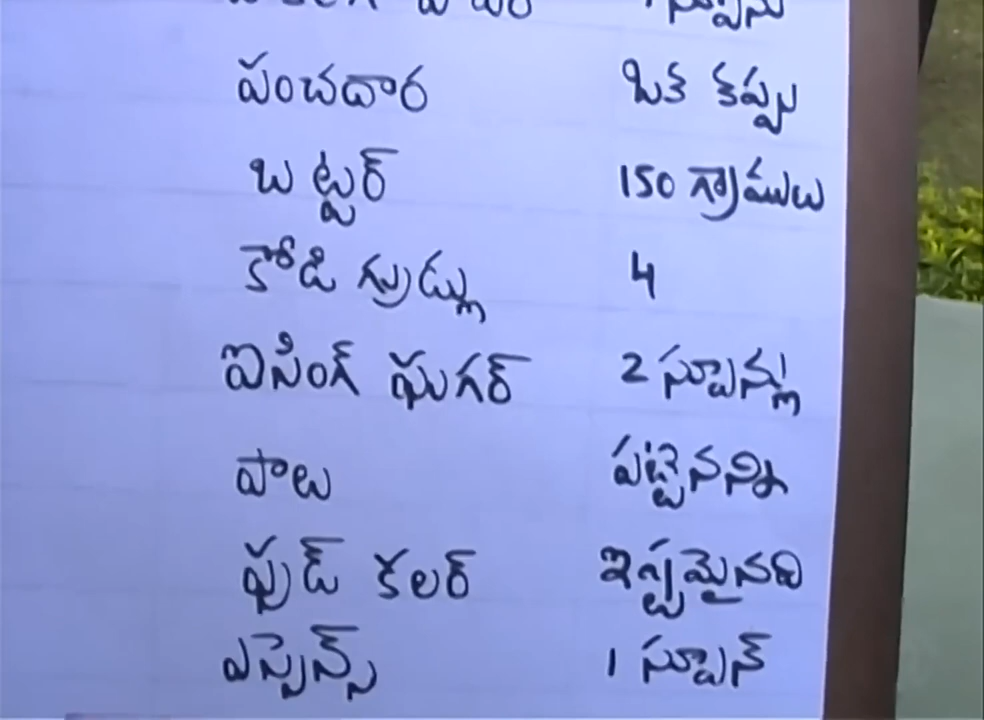 పంచదార ఒక కప్పు
బట్టర్ 150 గ్రాములు
కోడి గ్రుడ్లు 4
ఐసింగ్ షుగర్ 2 స్పూన్లు
పాలు పట్టైనన్ని
ఫుడ్ కలర్ ఇష్టమైనది
ఎస్సెన్స్ 1 స్పూన్